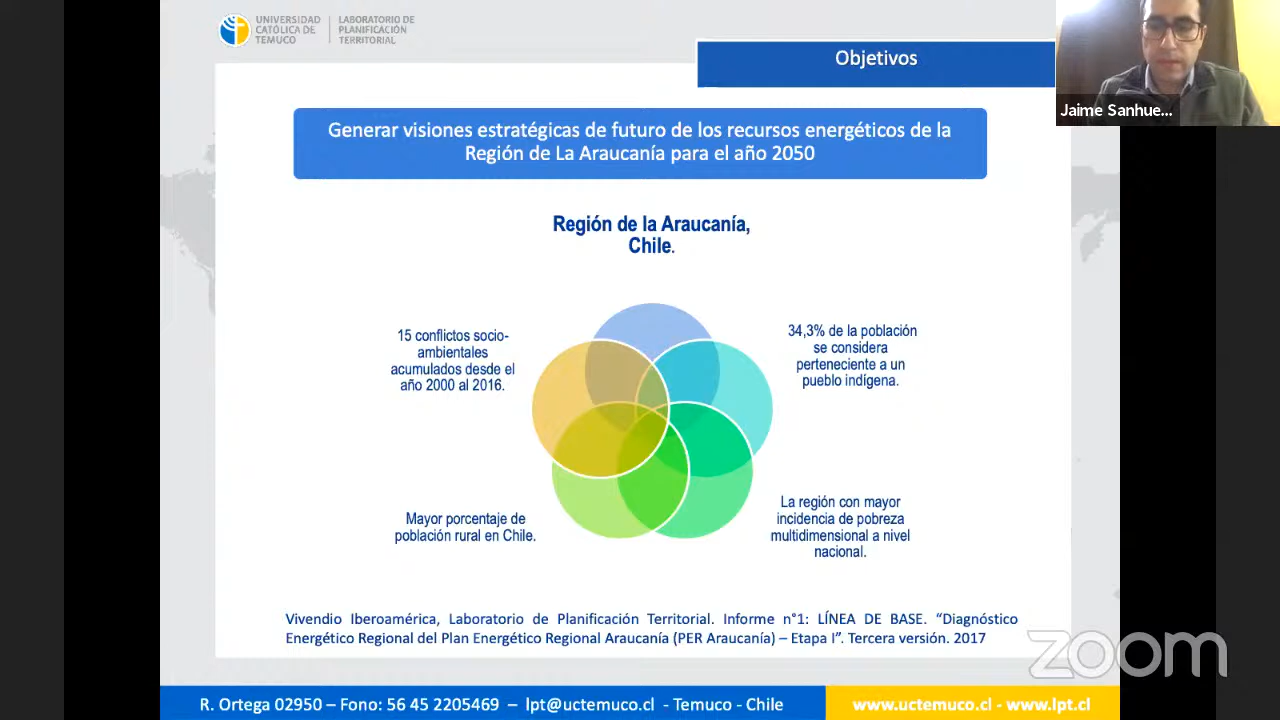 UNIVERSIDAD
CATÓLICA DE
TEMUCO
LABORATORIO DE
PLANIFICACIÓN
TERRITORIAL
Objetivos
Jaime Sanhue...
Generar visiones estratégicas de futuro de los recursos energéticos de la
Región de La Araucanía para el año 2050
Región de la Araucanía,
Chile.
15 conflictos socio-
ambientales
acumulados desde el
año 2000 al 2016.
34,3% de la población
se considera
perteneciente a un
pueblo indígena.
Mayor porcentaje de
población rural en Chile.
La región con mayor
incidencia de pobreza
multidimensional a nivel
nacional.
Vivendio Iberoamérica, Laboratorio de Planificación Territorial. Informe n°1: LÍNEA DE BASE. “Diagnóstico
Energético Regional del Plan Energético Regional Araucanía (PER Araucanía) – Etapa I”. Tercera versión. 2017
zoom
R. Ortega 02950 – Fono: 56 45 2205469 – lpt@uctemuco.cl - Temuco - Chile
www.uctemuco.cl - www.lpt.cl